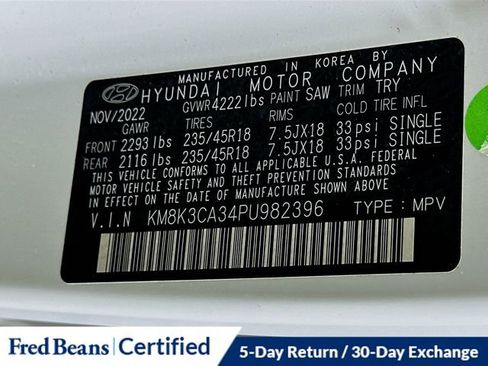 MANUFACTURED IN KOREA BY
HYUNDAI MOTOR COMPANY
NOV/2022 GVWR 4222 lbs PAINT SAW TRIM TRY
GAWR TIRES RIMS COLD TIRE INFL
FRONT 2293 lbs 235/45R18 7.5JX18 33psi SINGLE
REAR 2116 lbs 235/45R18 7.5JX18 33psi SINGLE
THIS VEHICLE CONFORMS TO ALL APPLICABLE U.S.A. FEDERAL
MOTOR VEHICLE SAFETY AND THEFT PREVENTION STANDARDS IN
EFFECT ON THE DATE OF MANUFACTURE SHOWN ABOVE.
V.I.N KM8K3CA34PU982396 TYPE : MPV
Fred Beans | Certified 5-Day Return / 30-Day Exchange